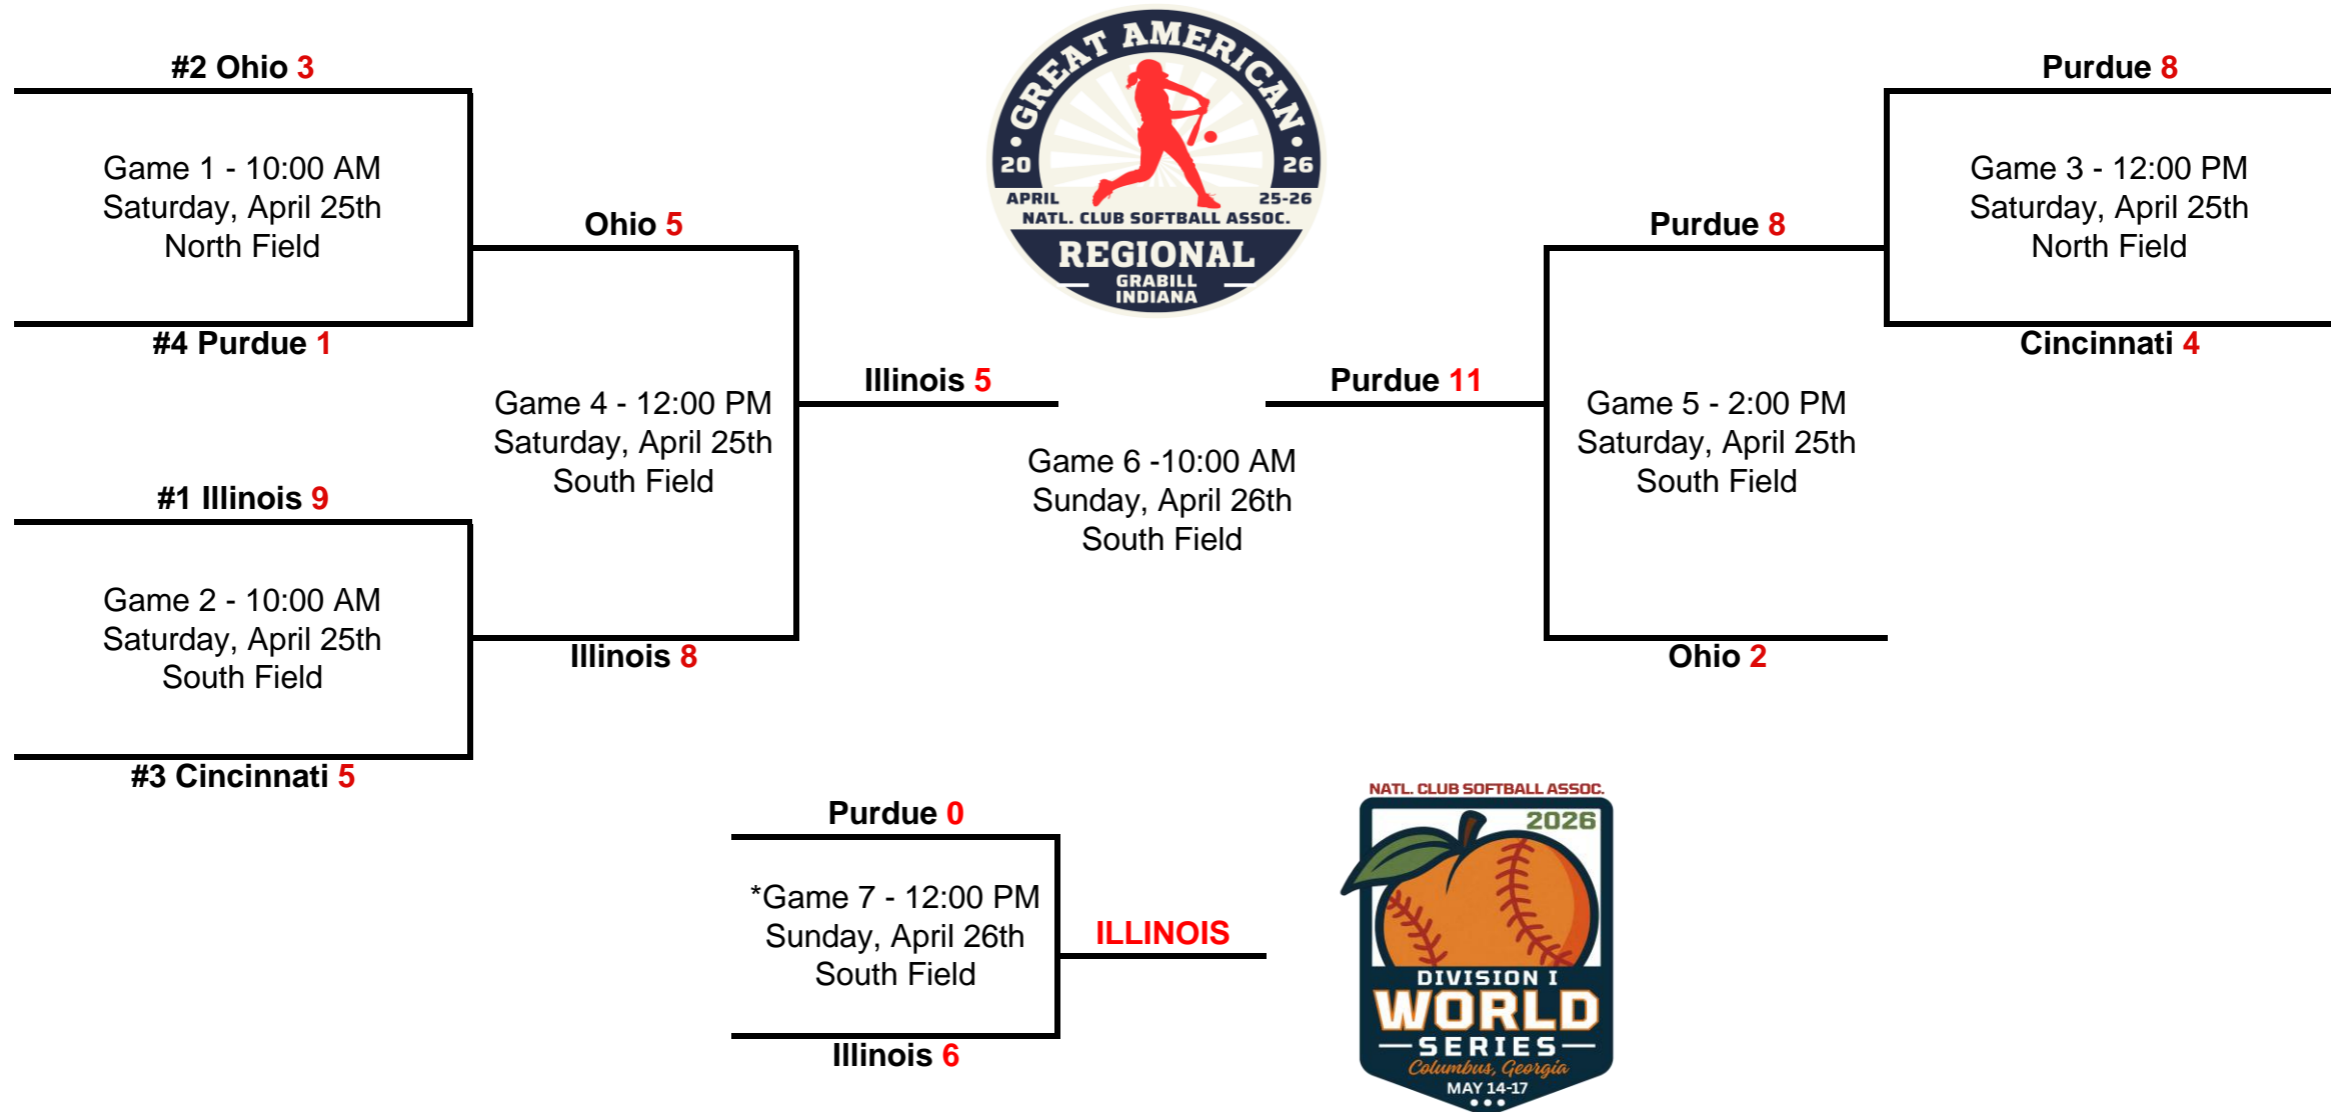 #2 Ohio 3
Game 1 - 10:00 AM
Saturday, April 25th
North Field
#4 Purdue 1
#1 Illinois 9
Game 2 - 10:00 AM
Saturday, April 25th
South Field
#3 Cincinnati 5
Ohio 5
Game 4 - 12:00 PM
Saturday, April 25th
South Field
Illinois 8
Illinois 5
GREAT AMERICAN
20 26
APRIL 25-26
NATL. CLUB SOFTBALL ASSOC.
REGIONAL
GRABILL
INDIANA
Game 6 -10:00 AM
Sunday, April 26th
South Field
Purdue 11
Purdue 8
Game 5 - 2:00 PM
Saturday, April 25th
South Field
Ohio 2
Purdue 8
Game 3 - 12:00 PM
Saturday, April 25th
North Field
Cincinnati 4
Purdue 0
*Game 7 - 12:00 PM
Sunday, April 26th
South Field
Illinois 6
ILLINOIS
NATL. CLUB SOFTBALL ASSOC.
2026
DIVISION I
WORLD
SERIES
Columbus, Georgia
MAY 14-17